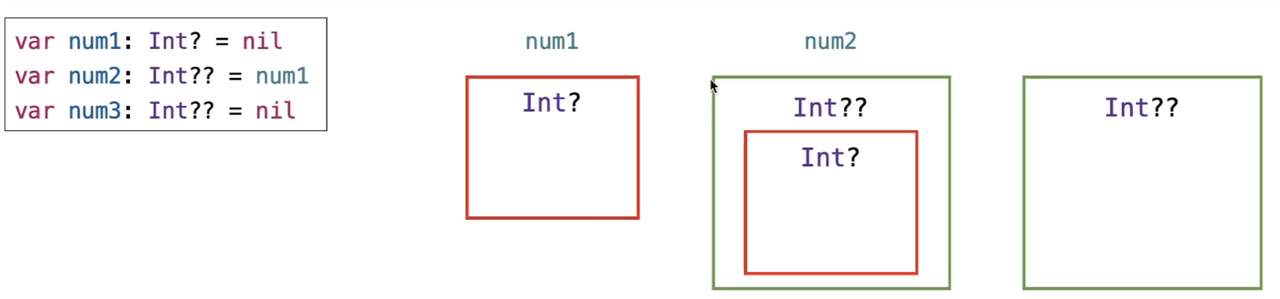 var num1: Int? = nil
var num2: Int?? = num1
var num3: Int?? = nil
num1
Int?
num2
Int??
Int?
Int??